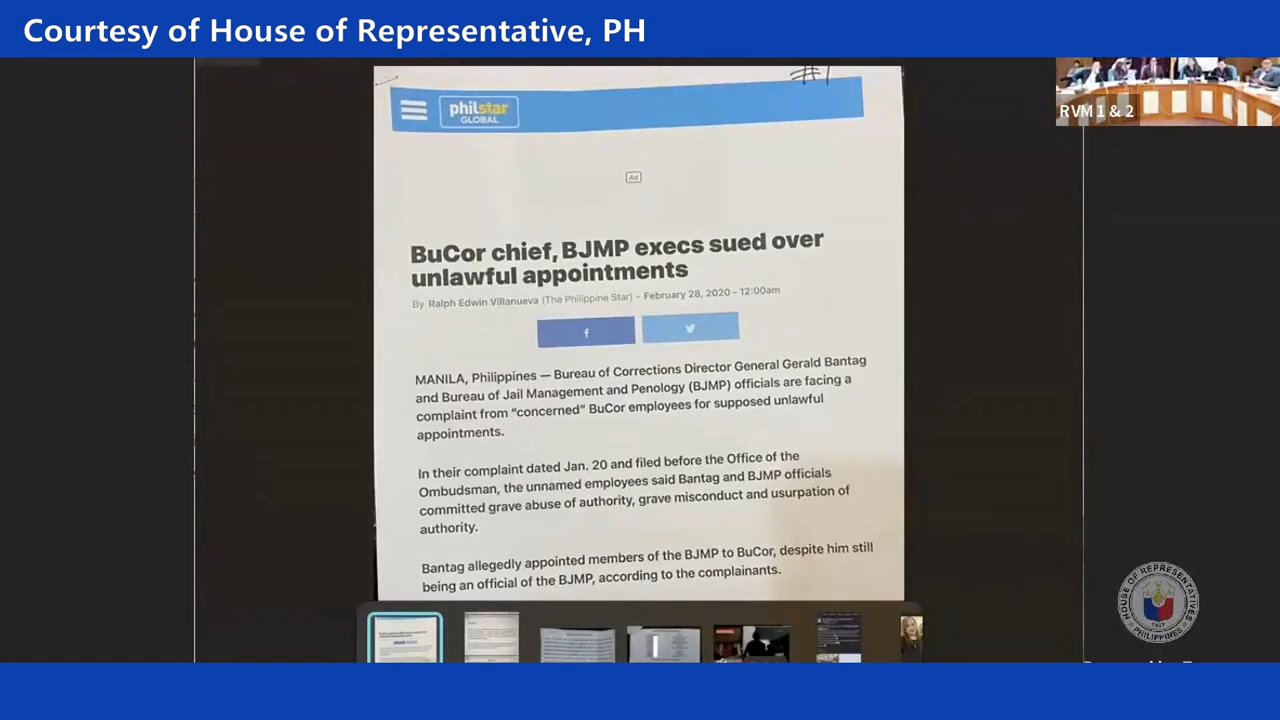 Courtesy of House of Representative, PH
#1
philstar
GLOBAL
RVM 1 & 2
Ad
BuCor chief, BJMP execs sued over
unlawful appointments
By Ralph Edwin Villanueva (The Philippine Star) - February 28, 2020 - 12:00am
f
MANILA, Philippines — Bureau of Corrections Director General Gerald Bantag
and Bureau of Jail Management and Penology (BJMP) officials are facing a
complaint from “concerned” BuCor employees for supposed unlawful
appointments.
In their complaint dated Jan. 20 and filed before the Office of the
Ombudsman, the unnamed employees said Bantag and BJMP officials
committed grave abuse of authority, grave misconduct and usurpation of
authority.
Bantag allegedly appointed members of the BJMP to BuCor, despite him still
being an official of the BJMP, according to the complainants.
HOUSE OF REPRESENTATIVES
1907
PHILIPPINES